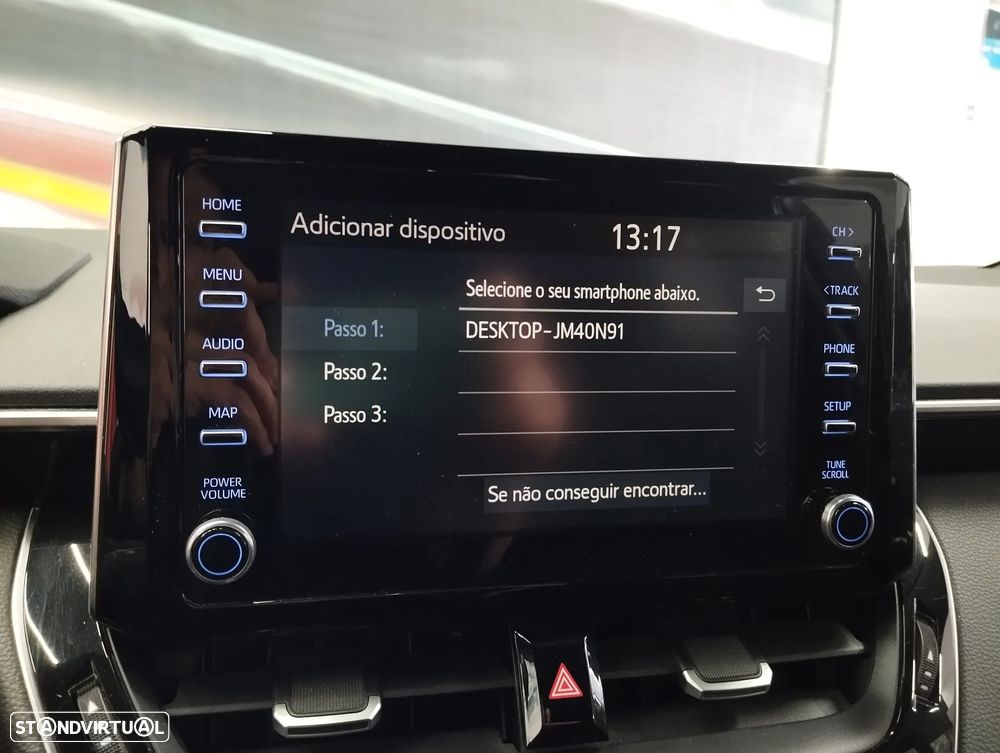 HOME
MENU
AUDIO
MAP
POWER
VOLUME
Adicionar dispositivo
13:17
Selecione o seu smartphone abaixo.
Passo 1:
DESKTOP-JM40N91
Passo 2:
Passo 3:
Se não conseguir encontrar...
CH >
< TRACK
PHONE
SETUP
TUNE
SCROLL
STANDVIRTUAL